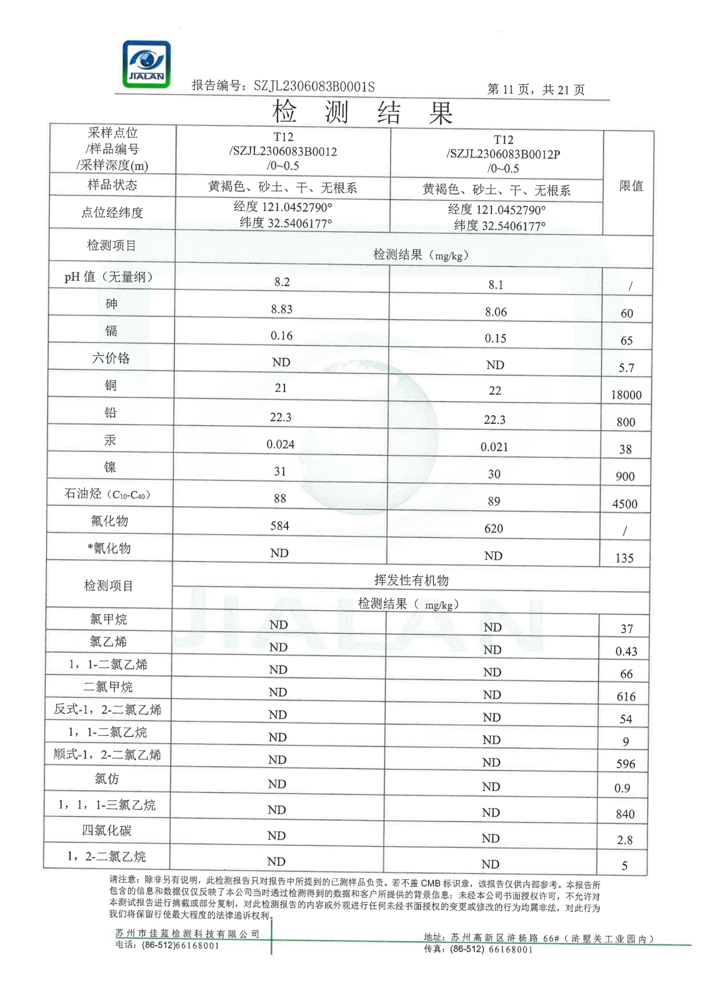 JIALAN
报告编号：SZJL2306083B0001S
第 11 页，共 21 页
检 测 结 果
采样点位
/样品编号
/采样深度(m)
T12
/SZJL2306083B0012
/0~0.5
T12
/SZJL2306083B0012P
/0~0.5
限值
样品状态
黄褐色、砂土、干、无根系
黄褐色、砂土、干、无根系
点位经纬度
经度 121.0452790°
纬度 32.5406177°
经度 121.0452790°
纬度 32.5406177°
检测项目
检测结果（mg/kg）
pH 值（无量纲）
8.2
8.1
/
砷
8.83
8.06
60
镉
0.16
0.15
65
六价铬
ND
ND
5.7
铜
21
22
18000
铅
22.3
22.3
800
汞
0.024
0.021
38
镍
31
30
900
石油烃（C10-C40）
88
89
4500
氟化物
584
620
/
*氰化物
ND
ND
135
检测项目
挥发性有机物
检测结果（ mg/kg）
氯甲烷
ND
ND
37
氯乙烯
ND
ND
0.43
1，1-二氯乙烯
ND
ND
66
二氯甲烷
ND
ND
616
反式-1，2-二氯乙烯
ND
ND
54
1，1-二氯乙烷
ND
ND
9
顺式-1，2-二氯乙烯
ND
ND
596
氯仿
ND
ND
0.9
1，1，1-三氯乙烷
ND
ND
840
四氯化碳
ND
ND
2.8
1，2-二氯乙烷
ND
ND
5
JIALAN
请注意：除非另有说明，此检测报告只对报告中所提到的已测样品负责。若不盖 CMB 标识章，该报告仅供内部参考。本报告所
包含的信息和数据仅仅反映了本公司当时通过检测得到的数据和客户所提供的背景信息；未经本公司书面授权许可，不允许对
本测试报告进行摘截或部分复制，对此检测报告的内容或外观进行任何未经书面授权的变更或修改的行为均属非法，对此行为
我们将保留行使最大程度的法律追诉权利。
苏州市佳蓝检测科技有限公司
电话：(86-512)66168001
地址：苏州高新区浒杨路 66#（浒墅关工业园内）
传真：(86-512) 66168001